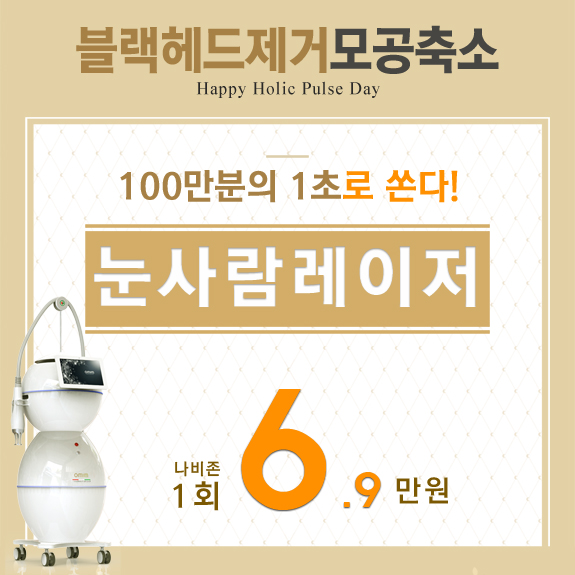 블랙헤드제거모공축소
Happy Holic Pulse Day
100만분의 1초로 쏜다!
눈사람레이저
나비존
1회 6.9 만원